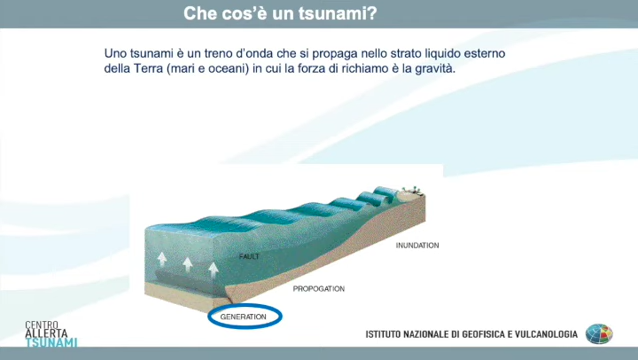 Che cos'è un tsunami?
Uno tsunami è un treno d'onda che si propaga nello strato liquido esterno
della Terra (mari e oceani) in cui la forza di richiamo è la gravità.
FAULT
INUNDATION
PROPOGATION
GENERATION
CENTRO
ALLERTA
TSUNAMI
ISTITUTO NAZIONALE DI GEOFISICA E VULCANOLOGIA